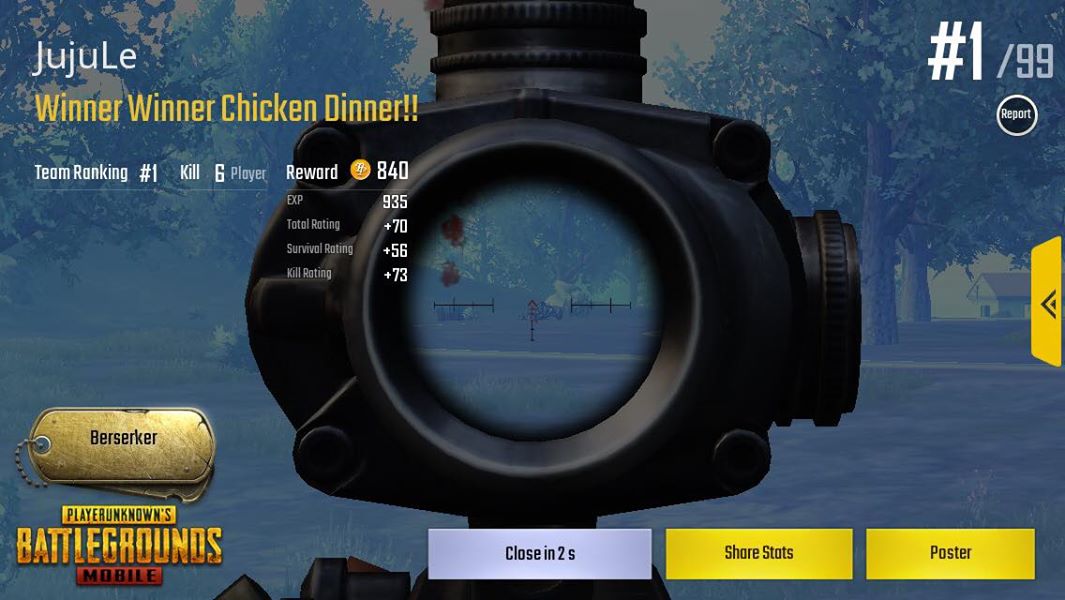 JujuLe
#1/99
Winner Winner Chicken Dinner!!
Report
Team Ranking #1 Kill 6 Player Reward 840
EXP 935
Total Rating +70
Survival Rating +56
Kill Rating +73
Berserker
PLAYERUNKNOWN'S
BATTLEGROUNDS
MOBILE
Close in 2 s
Share Stats
Poster